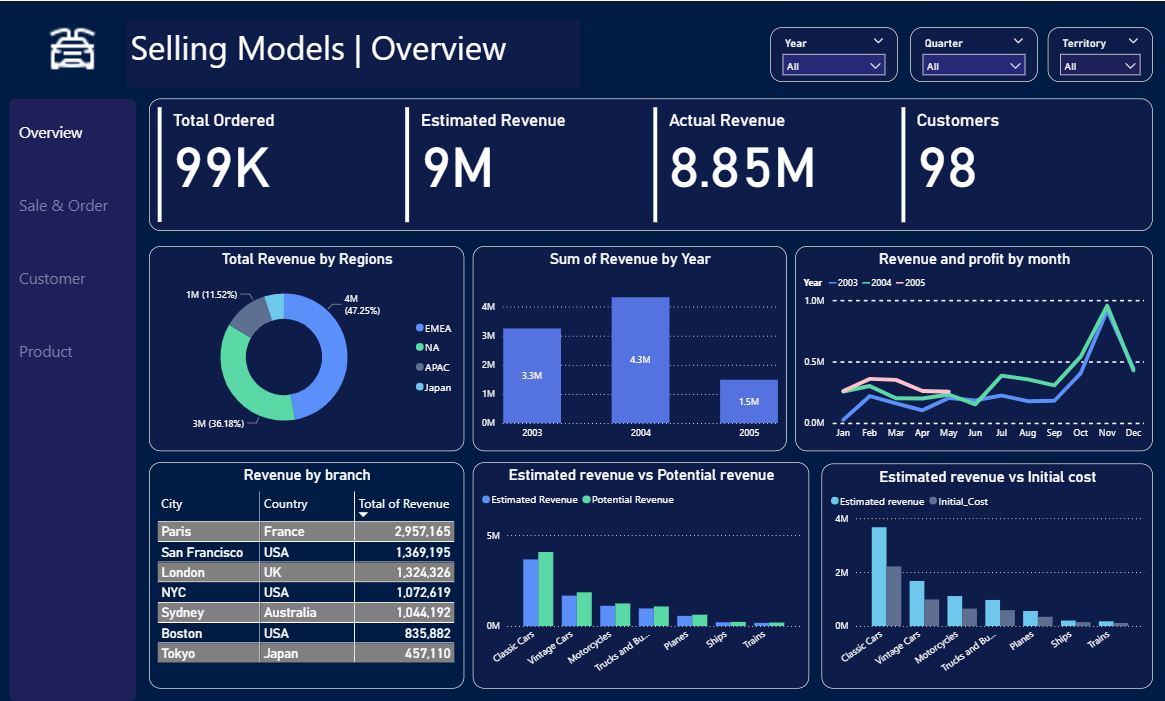 Selling Models | Overview
Year
All
Quarter
All
Territory
All
Overview
Sale & Order
Customer
Product
Total Ordered
99K
Estimated Revenue
9M
Actual Revenue
8.85M
Customers
98
Total Revenue by Regions
1M (11.52%)
4M
(47.25%)
3M (36.18%)
EMEA
NA
APAC
Japan
Sum of Revenue by Year
4M
3M
2M
1M
0M
3.3M
4.3M
1.5M
2003 2004 2005
Revenue and profit by month
Year 2003 2004 2005
1.0M
0.5M
0.0M
Jan Feb Mar Apr May Jun Jul Aug Sep Oct Nov Dec
Revenue by branch
City Country Total of Revenue
Paris France 2,957,165
San Francisco USA 1,369,195
London UK 1,324,326
NYC USA 1,072,619
Sydney Australia 1,044,192
Boston USA 835,882
Tokyo Japan 457,110
Estimated revenue vs Potential revenue
Estimated Revenue Potential Revenue
5M
0M
Classic Cars Vintage Cars Motorcycles Trucks and Bu... Planes Ships Trains
Estimated revenue vs Initial cost
Estimated revenue Initial_Cost
4M
2M
0M
Classic Cars Vintage Cars Motorcycles Trucks and Bu... Planes Ships Trains